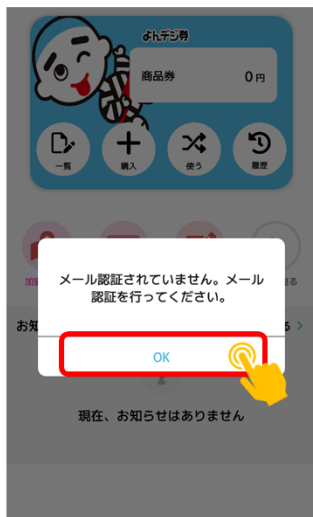 よんデジ券
商品券 0円
一覧 購入 使う 履歴
メール認証されていません。メール
認証を行ってください。
お知
る >
OK
現在、お知らせはありません